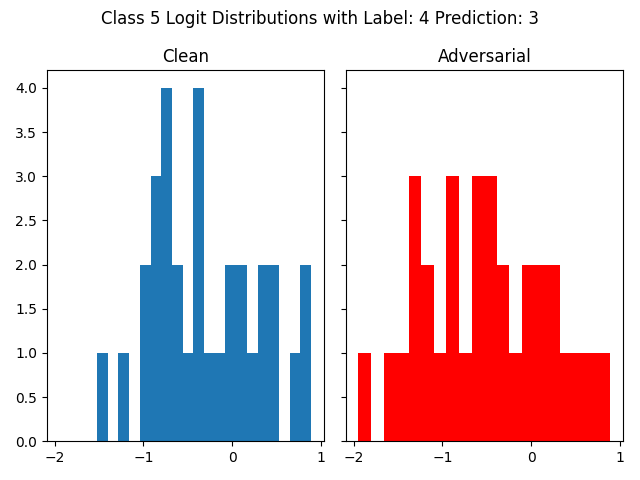 Class 5 Logit Distributions with Label: 4 Prediction: 3
Clean
Adversarial
4.0
3.5
3.0
2.5
2.0
1.5
1.0
0.5
0.0
−2 −1 0 1
−2 −1 0 1